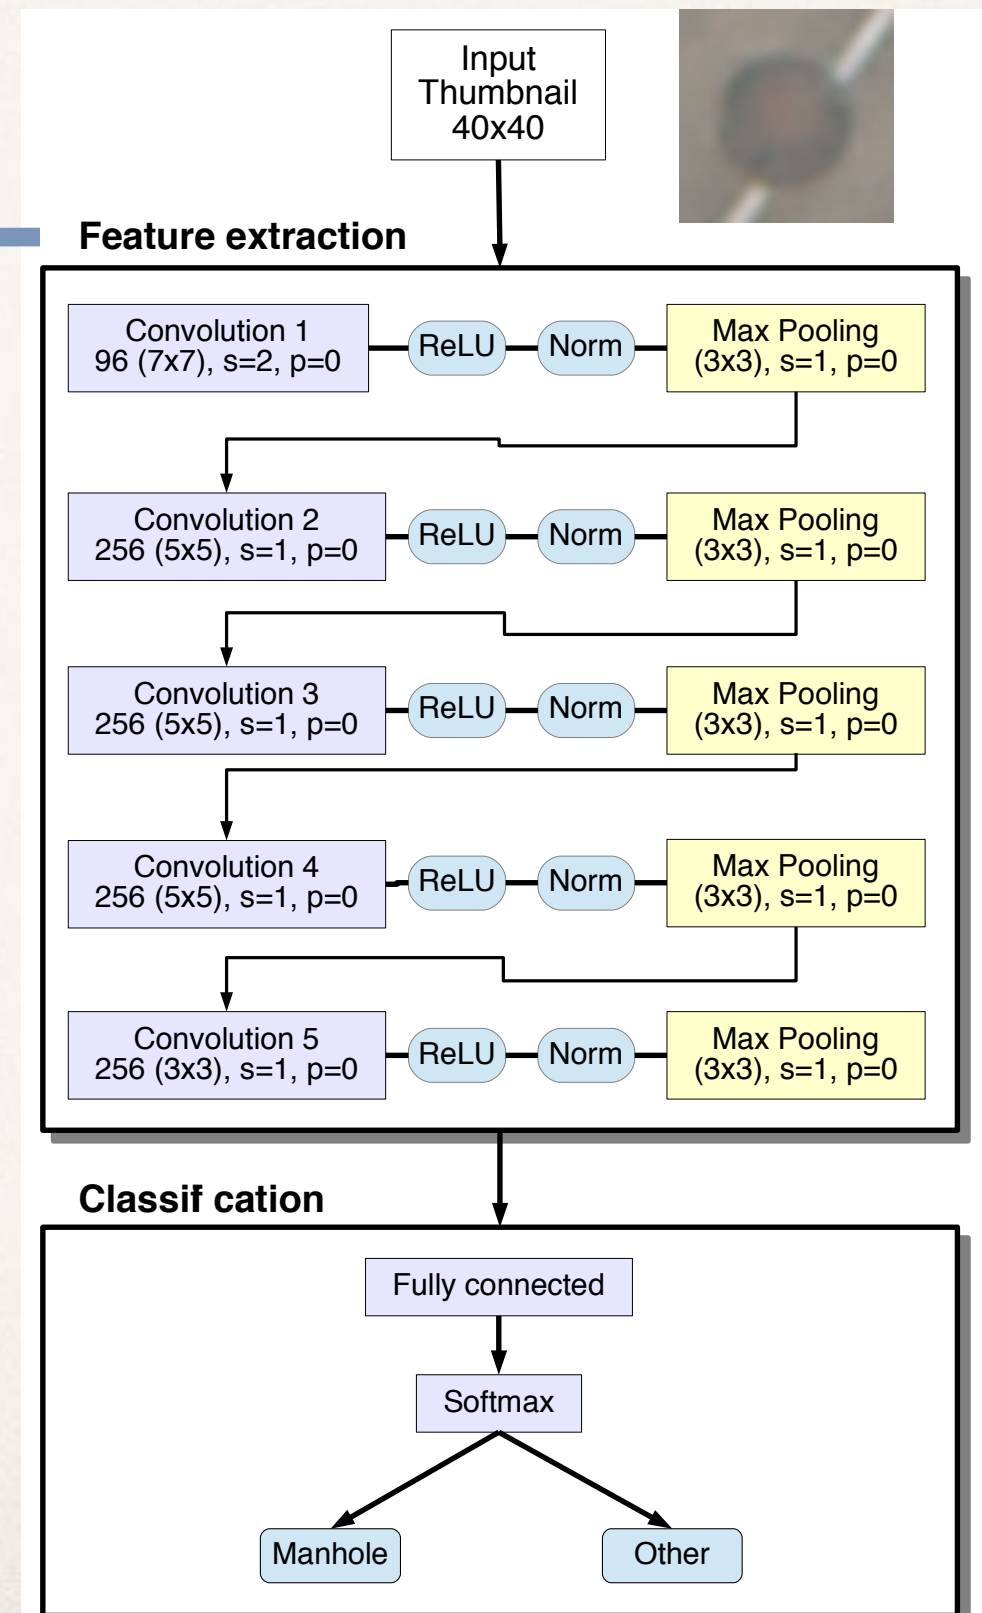 Input
Thumbnail
40x40
Feature extraction
Convolution 1
96 (7x7), s=2, p=0
ReLU
Norm
Max Pooling
(3x3), s=1, p=0
Convolution 2
256 (5x5), s=1, p=0
ReLU
Norm
Max Pooling
(3x3), s=1, p=0
Convolution 3
256 (5x5), s=1, p=0
ReLU
Norm
Max Pooling
(3x3), s=1, p=0
Convolution 4
256 (5x5), s=1, p=0
ReLU
Norm
Max Pooling
(3x3), s=1, p=0
Convolution 5
256 (3x3), s=1, p=0
ReLU
Norm
Max Pooling
(3x3), s=1, p=0
Classif cation
Fully connected
Softmax
Manhole
Other